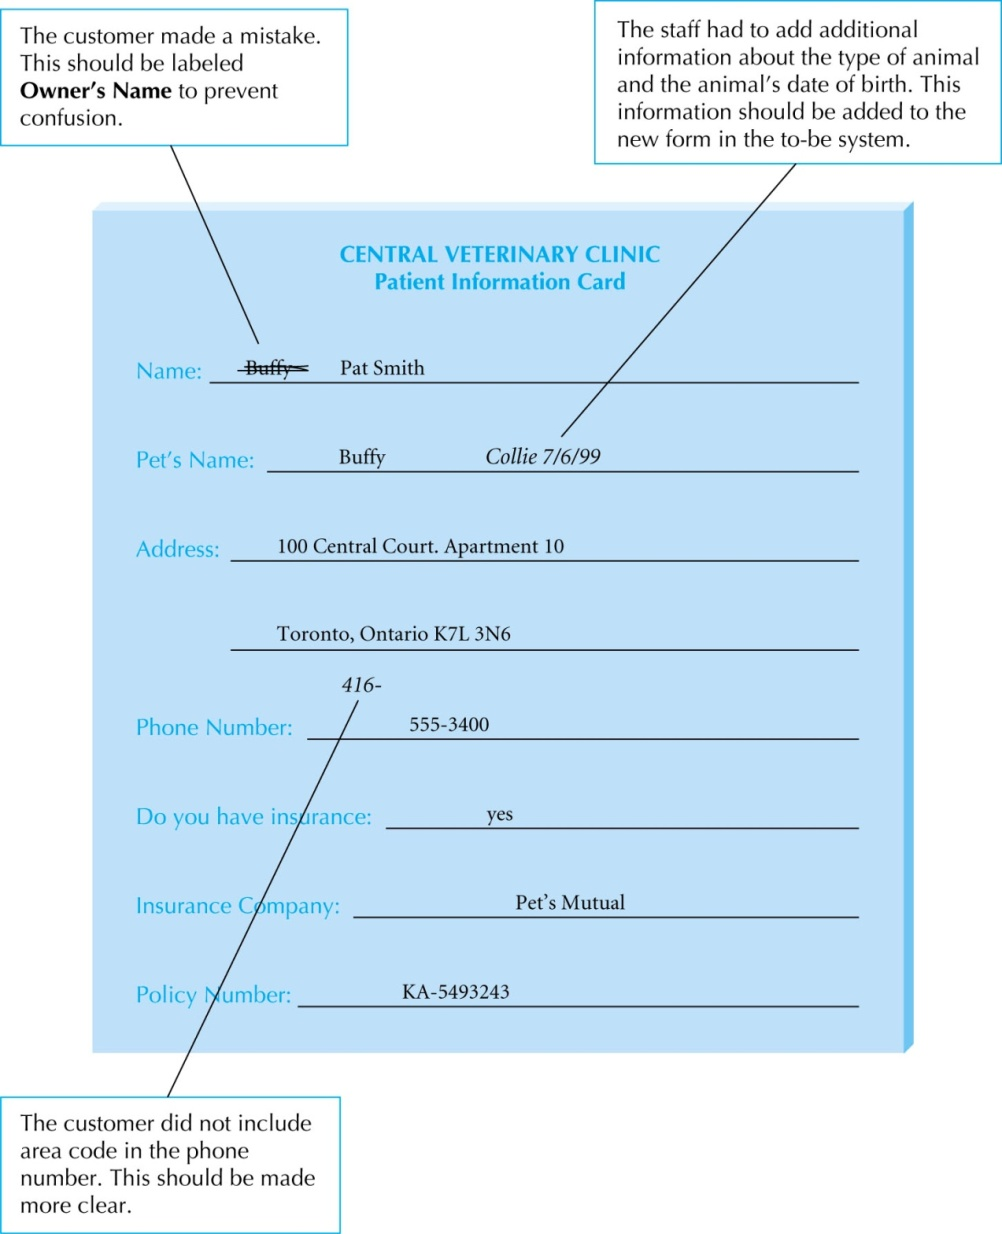 The customer made a mistake.
This should be labeled
Owner's Name to prevent
confusion.
The staff had to add additional
information about the type of animal
and the animal's date of birth. This
information should be added to the
new form in the to-be system.
CENTRAL VETERINARY CLINIC
Patient Information Card
Name: Buffy Pat Smith
Pet's Name: Buffy Collie 7/6/99
Address: 100 Central Court. Apartment 10
Toronto, Ontario K7L 3N6
416-
Phone Number: 555-3400
Do you have insurance: yes
Insurance Company: Pet's Mutual
Policy Number: KA-5493243
The customer did not include
area code in the phone
number. This should be made
more clear.